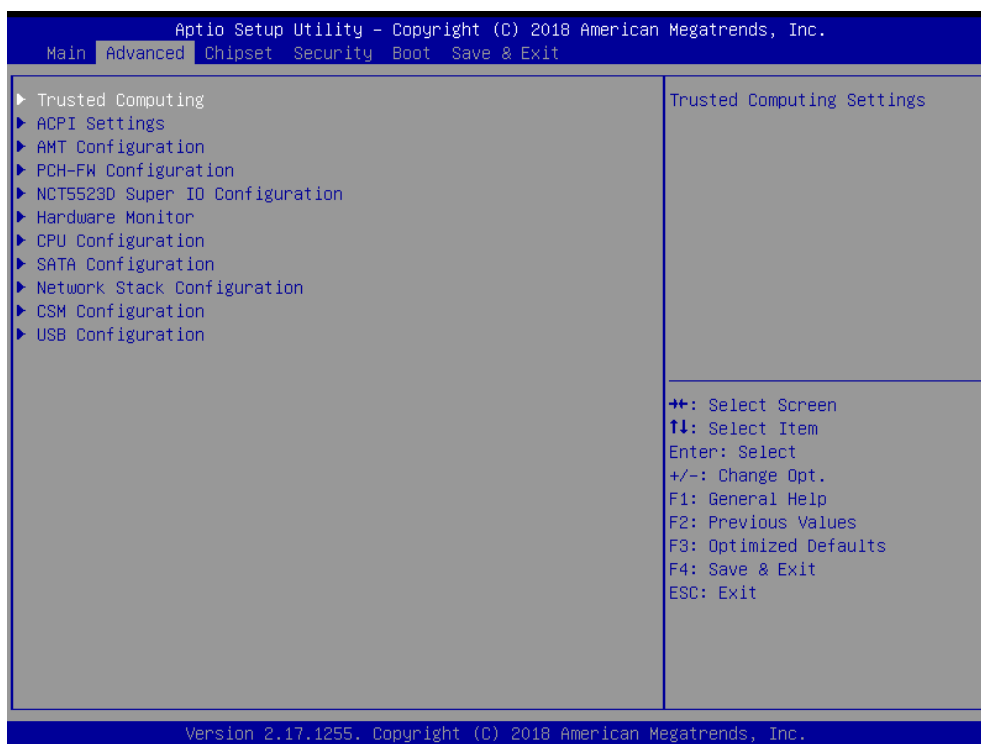 Aptio Setup Utility – Copyright (C) 2018 American Megatrends, Inc.
Main Advanced Chipset Security Boot Save & Exit
▶ Trusted Computing
▶ ACPI Settings
▶ AMT Configuration
▶ PCH-FW Configuration
▶ NCT5523D Super IO Configuration
▶ Hardware Monitor
▶ CPU Configuration
▶ SATA Configuration
▶ Network Stack Configuration
▶ CSM Configuration
▶ USB Configuration
Trusted Computing Settings
→←: Select Screen
↑↓: Select Item
Enter: Select
+/-: Change Opt.
F1: General Help
F2: Previous Values
F3: Optimized Defaults
F4: Save & Exit
ESC: Exit
Version 2.17.1255. Copyright (C) 2018 American Megatrends, Inc.